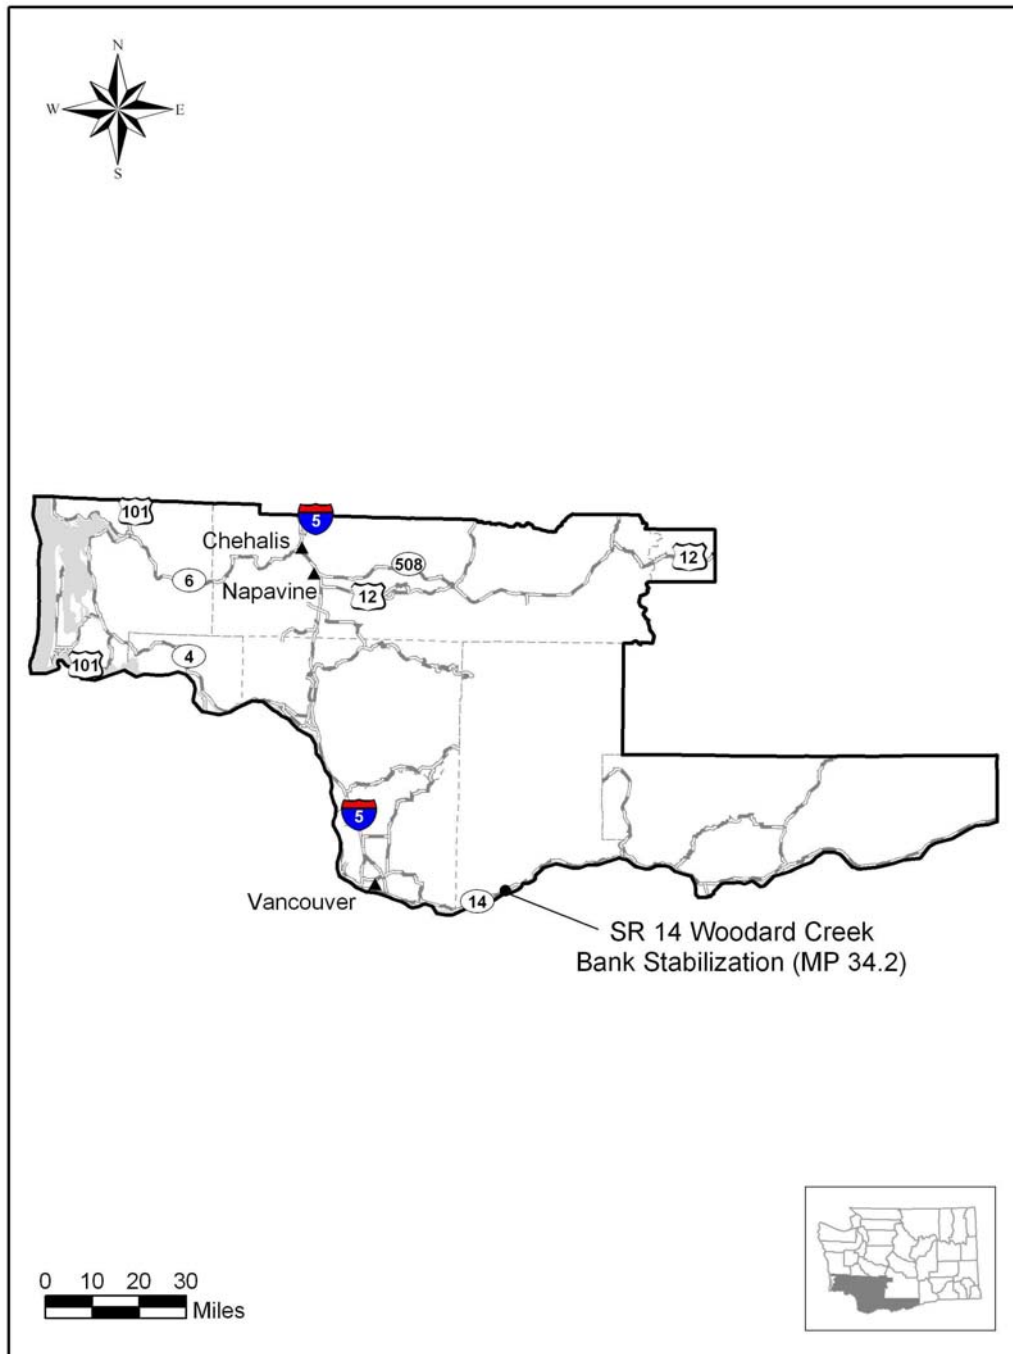 N
W E
S
101
5
Chehalis
508
12
6
Napavine
12
4
101
5
Vancouver
14
SR 14 Woodard Creek
Bank Stabilization (MP 34.2)
0 10 20 30
Miles